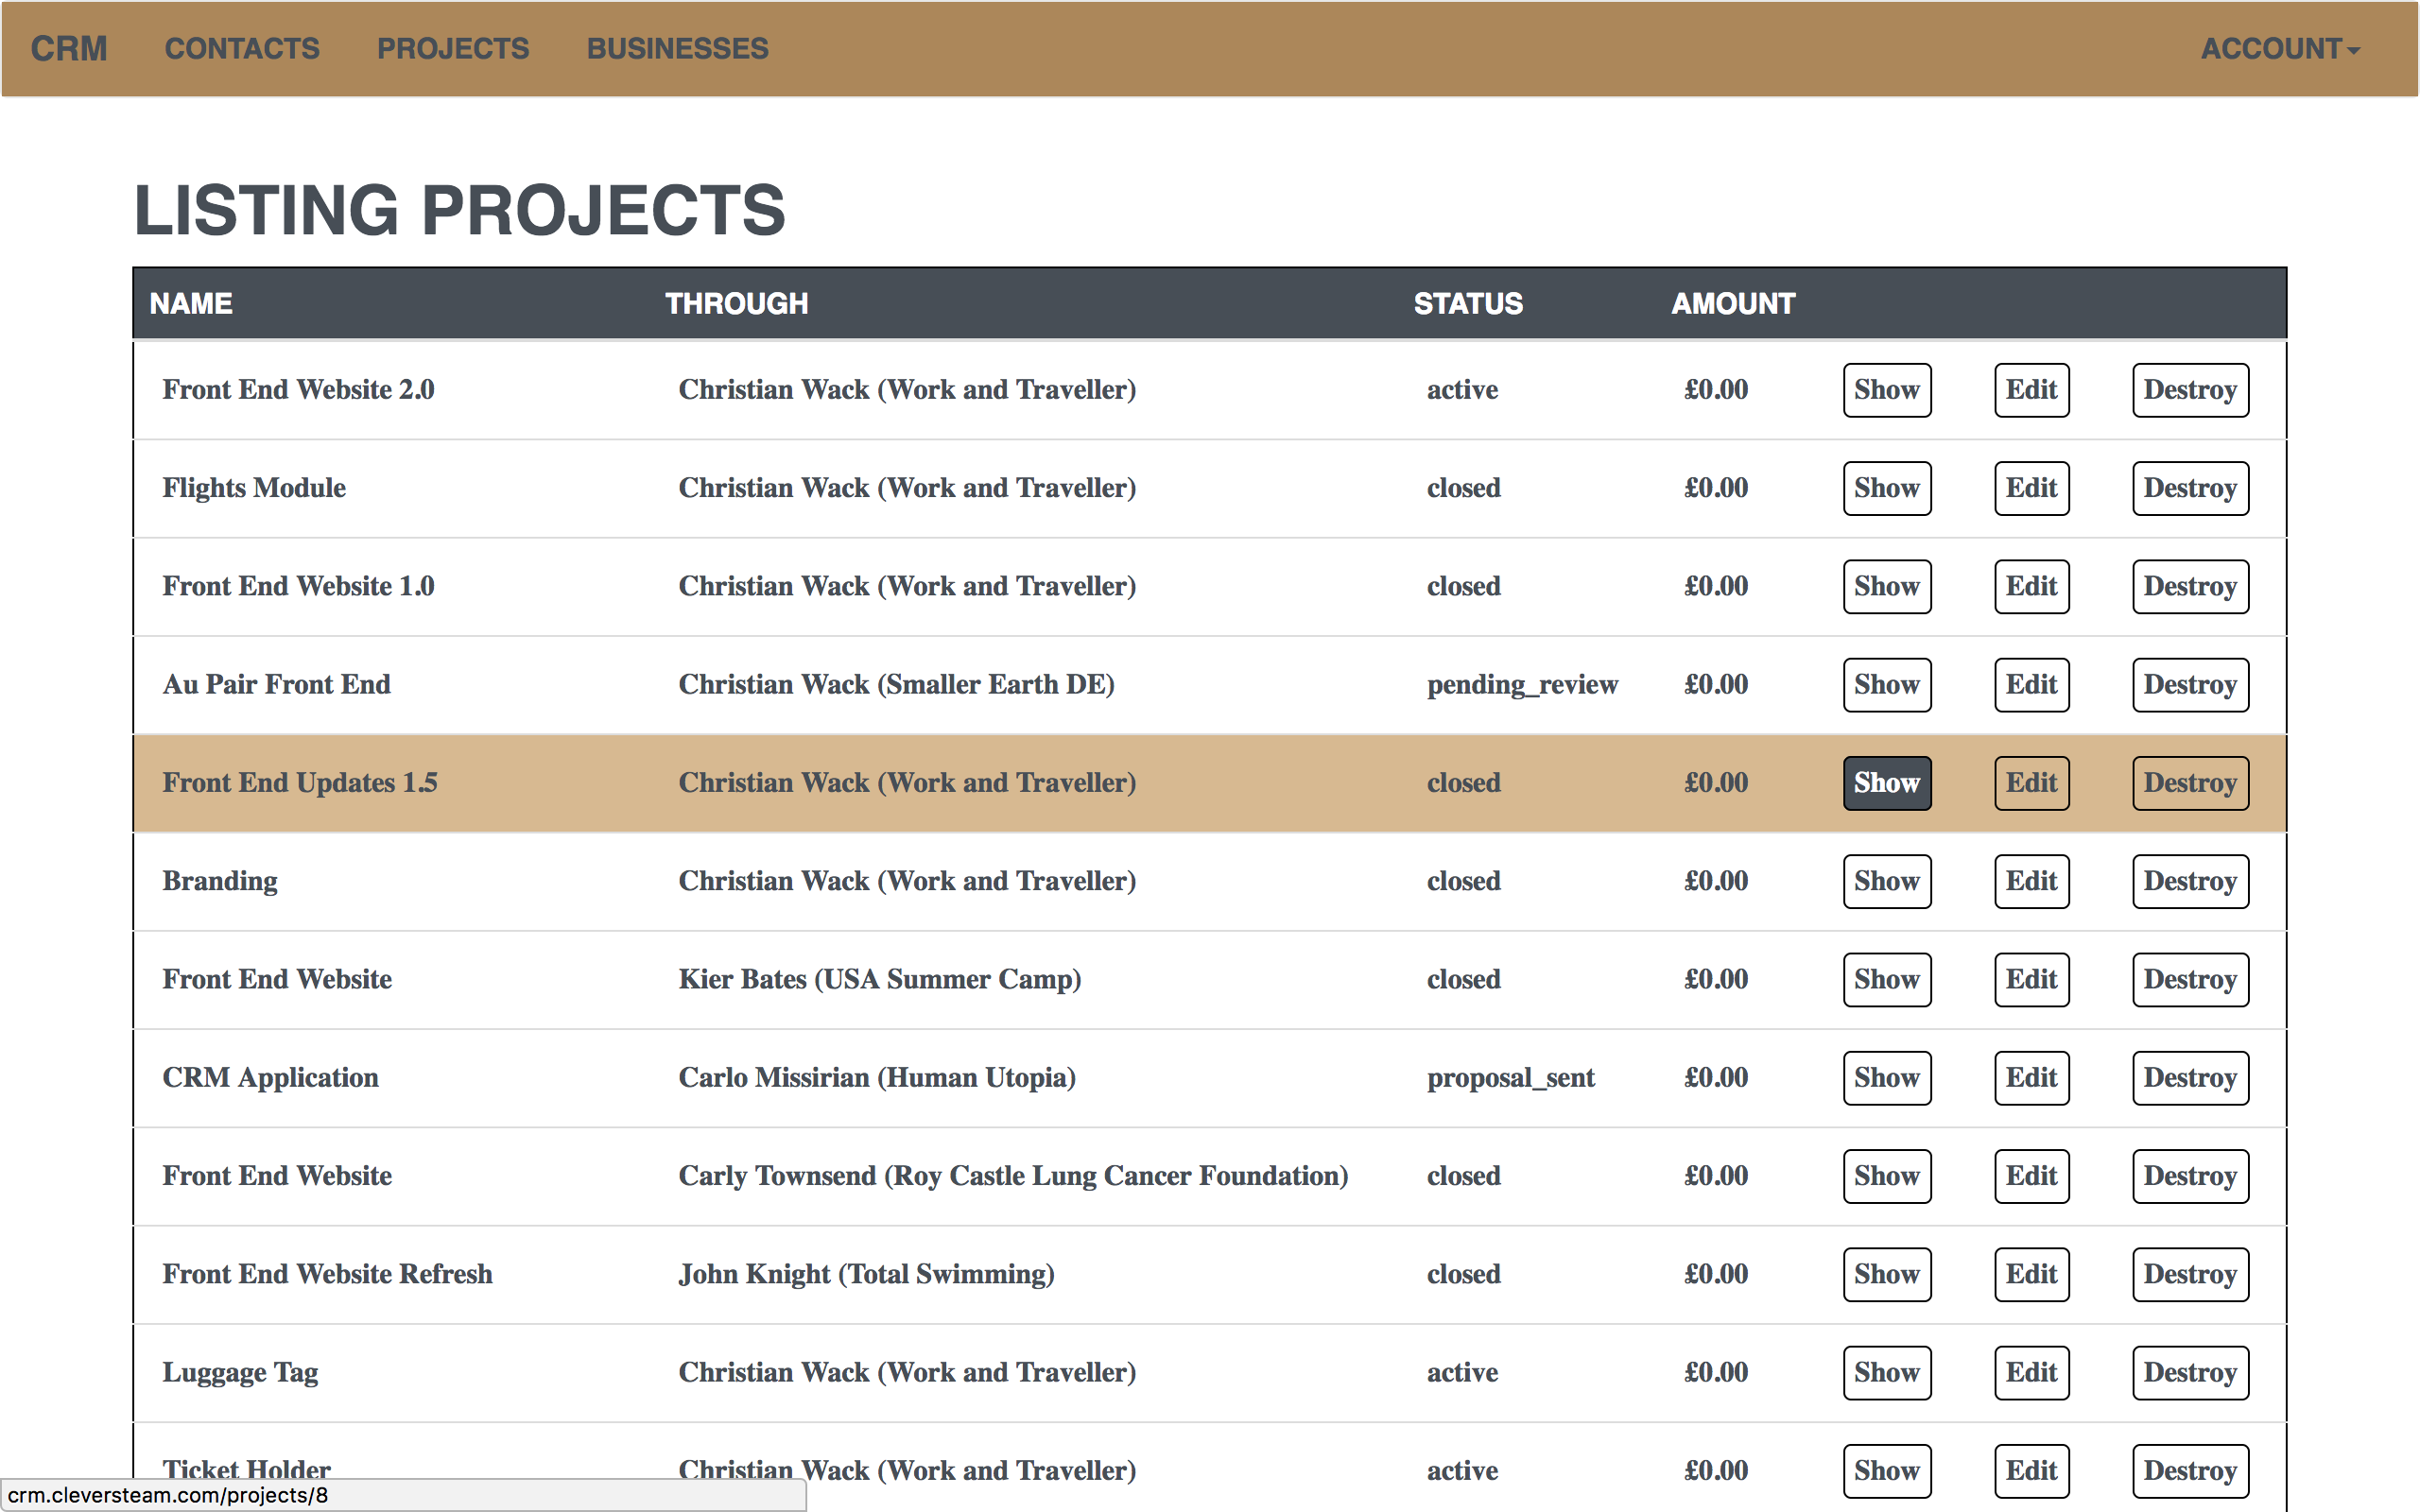 CRM CONTACTS PROJECTS BUSINESSES ACCOUNT
LISTING PROJECTS
NAME THROUGH STATUS AMOUNT
Front End Website 2.0 Christian Wack (Work and Traveller) active £0.00 Show Edit Destroy
Flights Module Christian Wack (Work and Traveller) closed £0.00 Show Edit Destroy
Front End Website 1.0 Christian Wack (Work and Traveller) closed £0.00 Show Edit Destroy
Au Pair Front End Christian Wack (Smaller Earth DE) pending_review £0.00 Show Edit Destroy
Front End Updates 1.5 Christian Wack (Work and Traveller) closed £0.00 Show Edit Destroy
Branding Christian Wack (Work and Traveller) closed £0.00 Show Edit Destroy
Front End Website Kier Bates (USA Summer Camp) closed £0.00 Show Edit Destroy
CRM Application Carlo Missirian (Human Utopia) proposal_sent £0.00 Show Edit Destroy
Front End Website Carly Townsend (Roy Castle Lung Cancer Foundation) closed £0.00 Show Edit Destroy
Front End Website Refresh John Knight (Total Swimming) closed £0.00 Show Edit Destroy
Luggage Tag Christian Wack (Work and Traveller) active £0.00 Show Edit Destroy
Ticket Holder Christian Wack (Work and Traveller) active £0.00 Show Edit Destroy
crm.cleversteam.com/projects/8